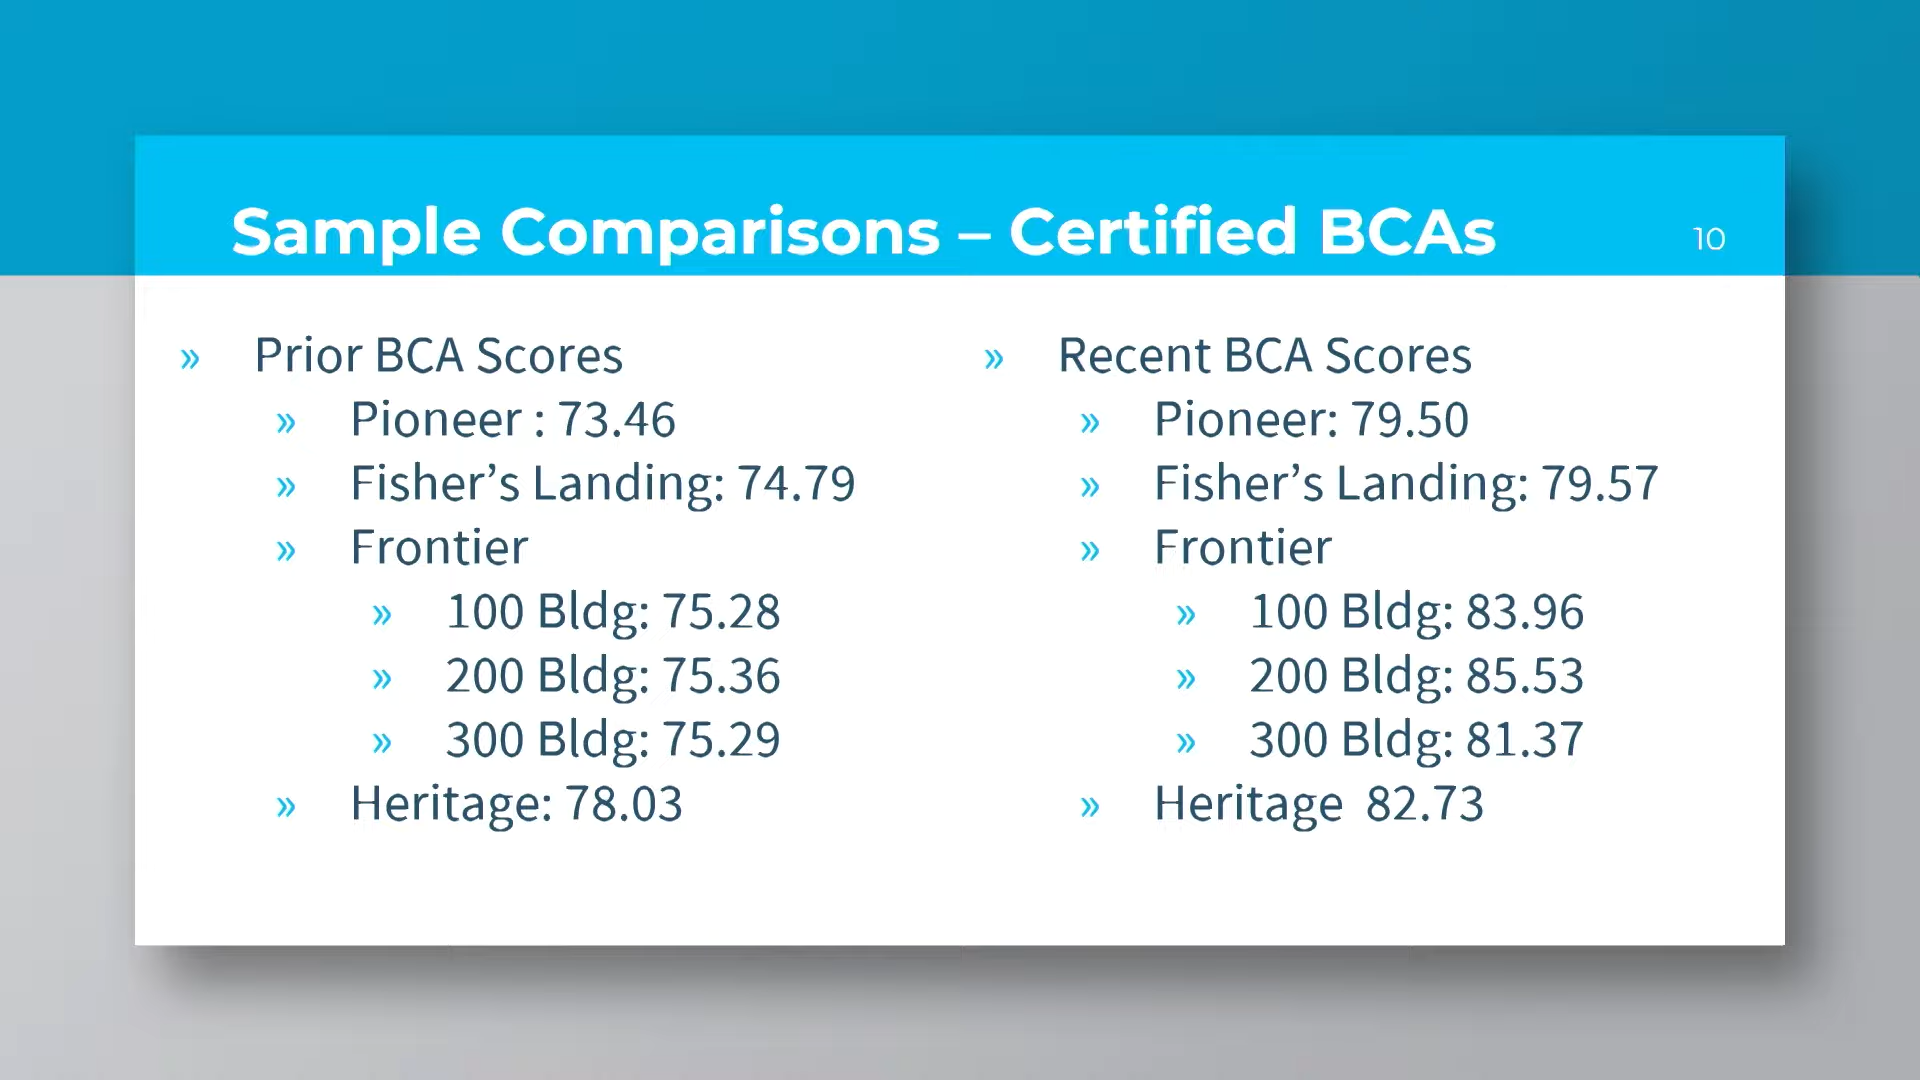 Sample Comparisons – Certified BCAs
10
» Prior BCA Scores
» Pioneer : 73.46
» Fisher’s Landing: 74.79
» Frontier
» 100 Bldg: 75.28
» 200 Bldg: 75.36
» 300 Bldg: 75.29
» Heritage: 78.03
» Recent BCA Scores
» Pioneer: 79.50
» Fisher’s Landing: 79.57
» Frontier
» 100 Bldg: 83.96
» 200 Bldg: 85.53
» 300 Bldg: 81.37
» Heritage  82.73